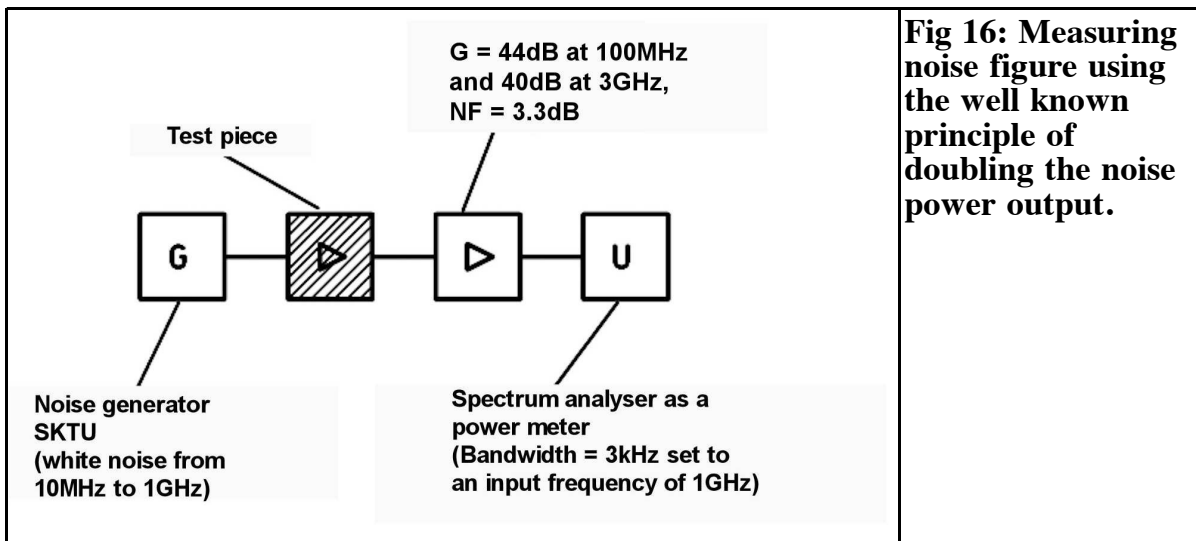 G = 44dB at 100MHz
and 40dB at 3GHz,
NF = 3.3dB
Test piece
G
U
Noise generator
SKTU
(white noise from
10MHz to 1GHz)
Spectrum analyser as a
power meter
(Bandwidth = 3kHz set to
an input frequency of 1GHz)
Fig 16: Measuring
noise figure using
the well known
principle of
doubling the noise
power output.